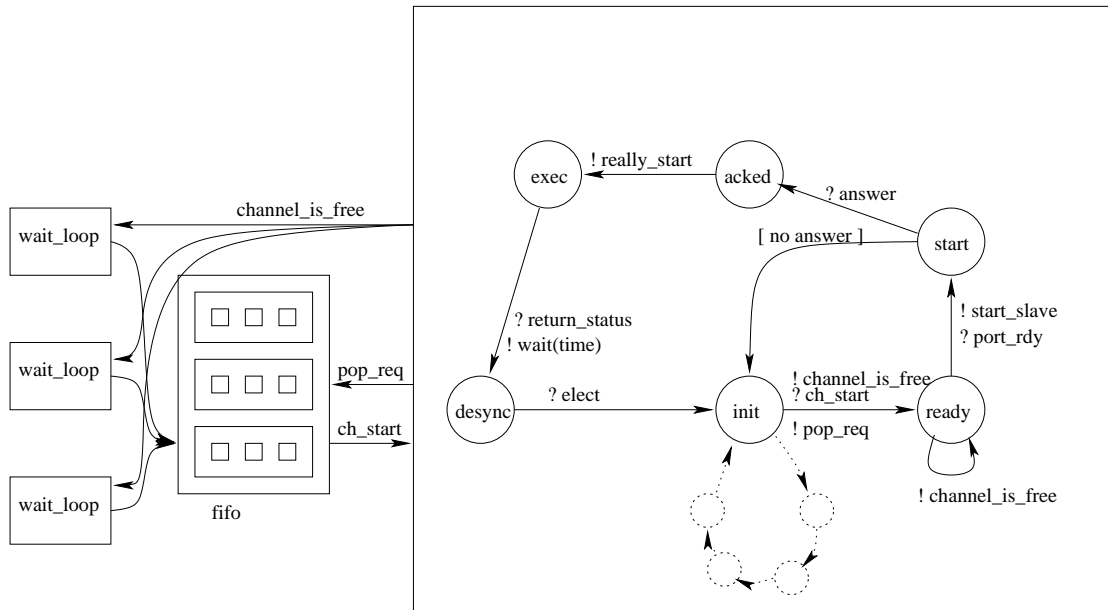 ! really_start
exec
acked
? answer
channel_is_free
wait_loop
[ no answer ]
start
! start_slave
? return_status
? port_rdy
! wait(time)
wait_loop
pop_req
! channel_is_free
? elect
? ch_start
desync
init
ready
ch_start
! pop_req
wait_loop
! channel_is_free
fifo